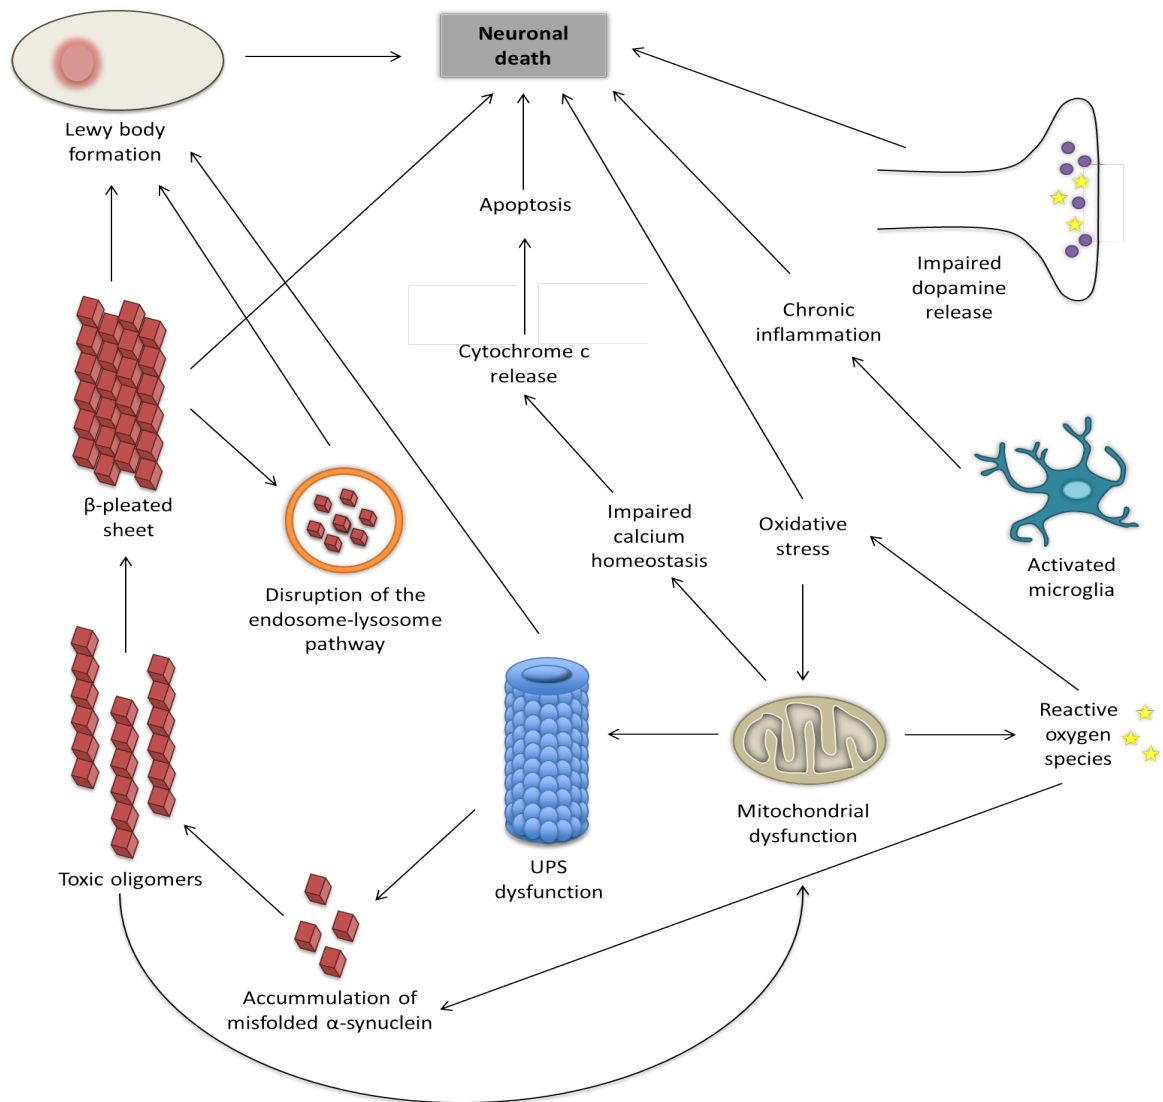 Neuronal
death
Lewy body
formation
Apoptosis
Impaired
dopamine
release
Chronic
inflammation
Cytochrome c
release
β-pleated
sheet
Impaired
calcium
homeostasis
Oxidative
stress
Activated
microglia
Disruption of the
endosome-lysosome
pathway
Reactive
oxygen
species
Mitochondrial
dysfunction
UPS
dysfunction
Toxic oligomers
Accummulation of
misfolded α-synuclein